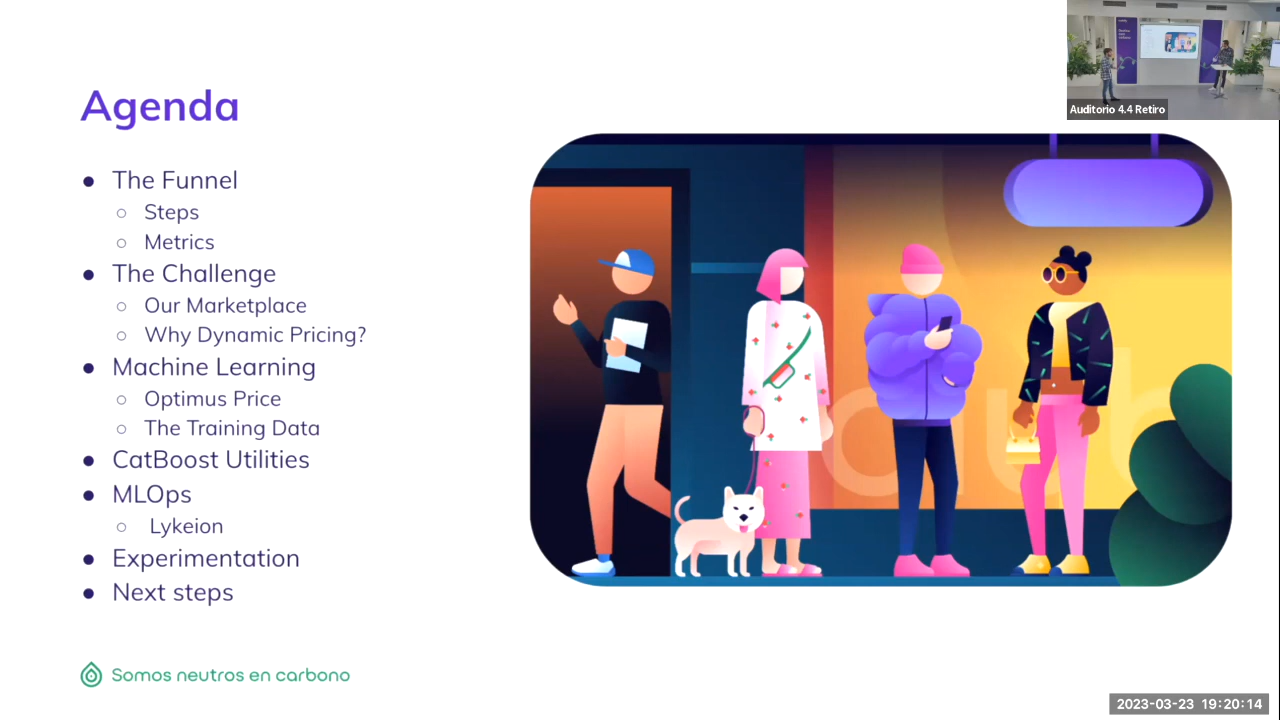 Agenda
The Funnel
Steps
Metrics
The Challenge
Our Marketplace
Why Dynamic Pricing?
Machine Learning
Optimus Price
The Training Data
CatBoost Utilities
MLOps
Lykeion
Experimentation
Next steps
Somos neutros en carbono
Auditorio 4.4 Retiro
2023-03-23 19:20:14